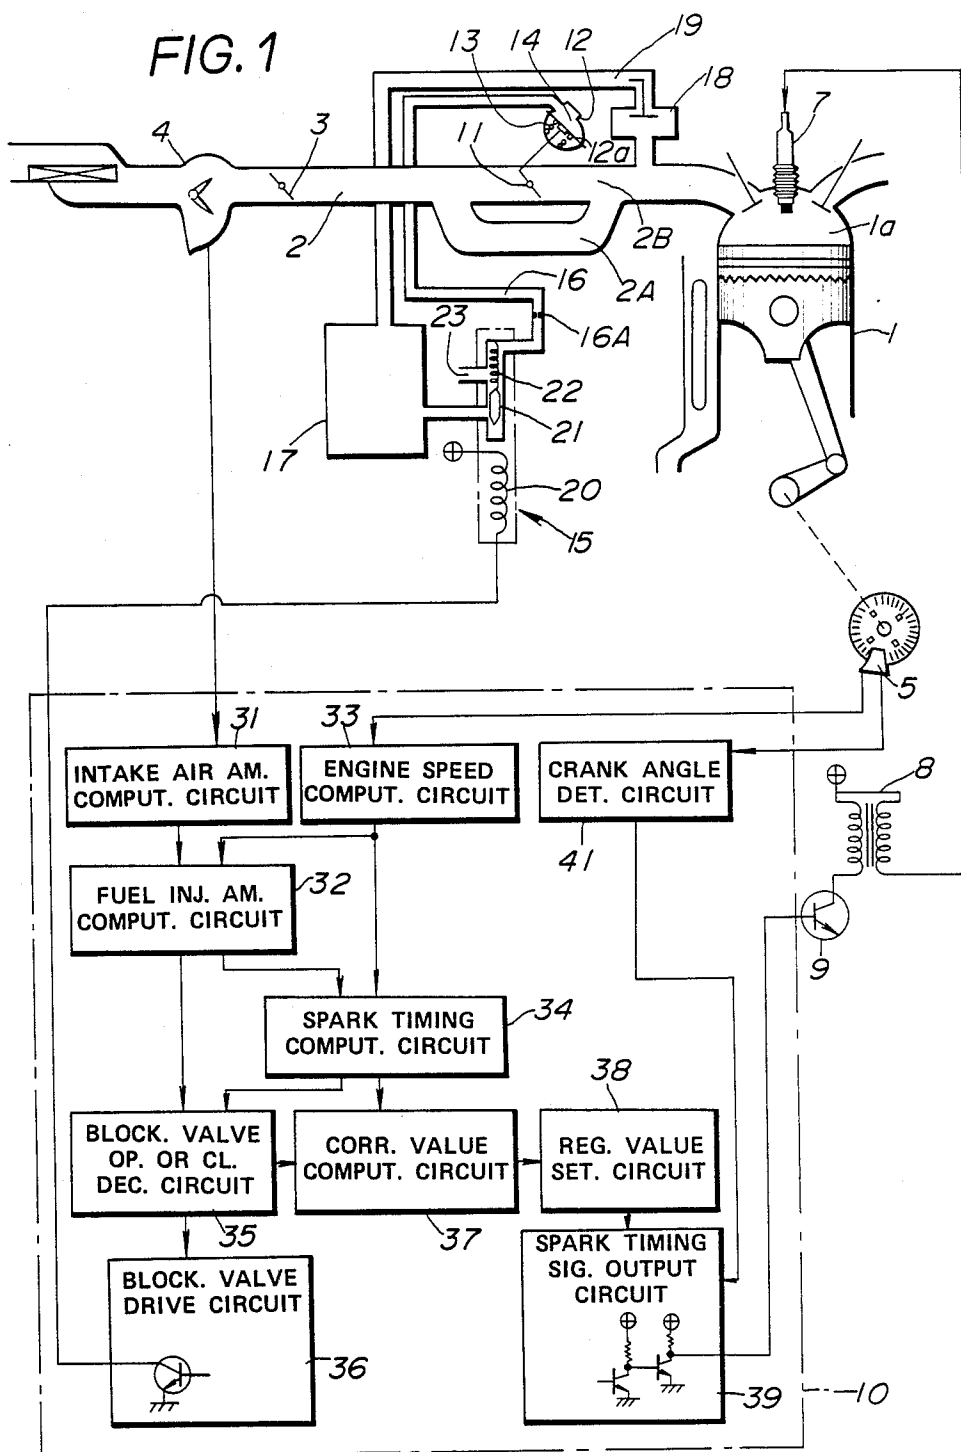 FIG. 1
19
13 14 12
18
7
4
3
11
12a
2
2B
1a
2A
16
23
16A
1
22
21
17
20
15
5
31
33
INTAKE AIR AM.
COMPUT. CIRCUIT
ENGINE SPEED
COMPUT. CIRCUIT
CRANK ANGLE
DET. CIRCUIT
8
41
FUEL INJ. AM.
COMPUT. CIRCUIT
32
9
SPARK TIMING
COMPUT. CIRCUIT
34
38
BLOCK. VALVE
OP. OR CL.
DEC. CIRCUIT
CORR. VALUE
COMPUT. CIRCUIT
REG. VALUE
SET. CIRCUIT
35
37
BLOCK. VALVE
DRIVE CIRCUIT
SPARK TIMING
SIG. OUTPUT
CIRCUIT
36
39
10